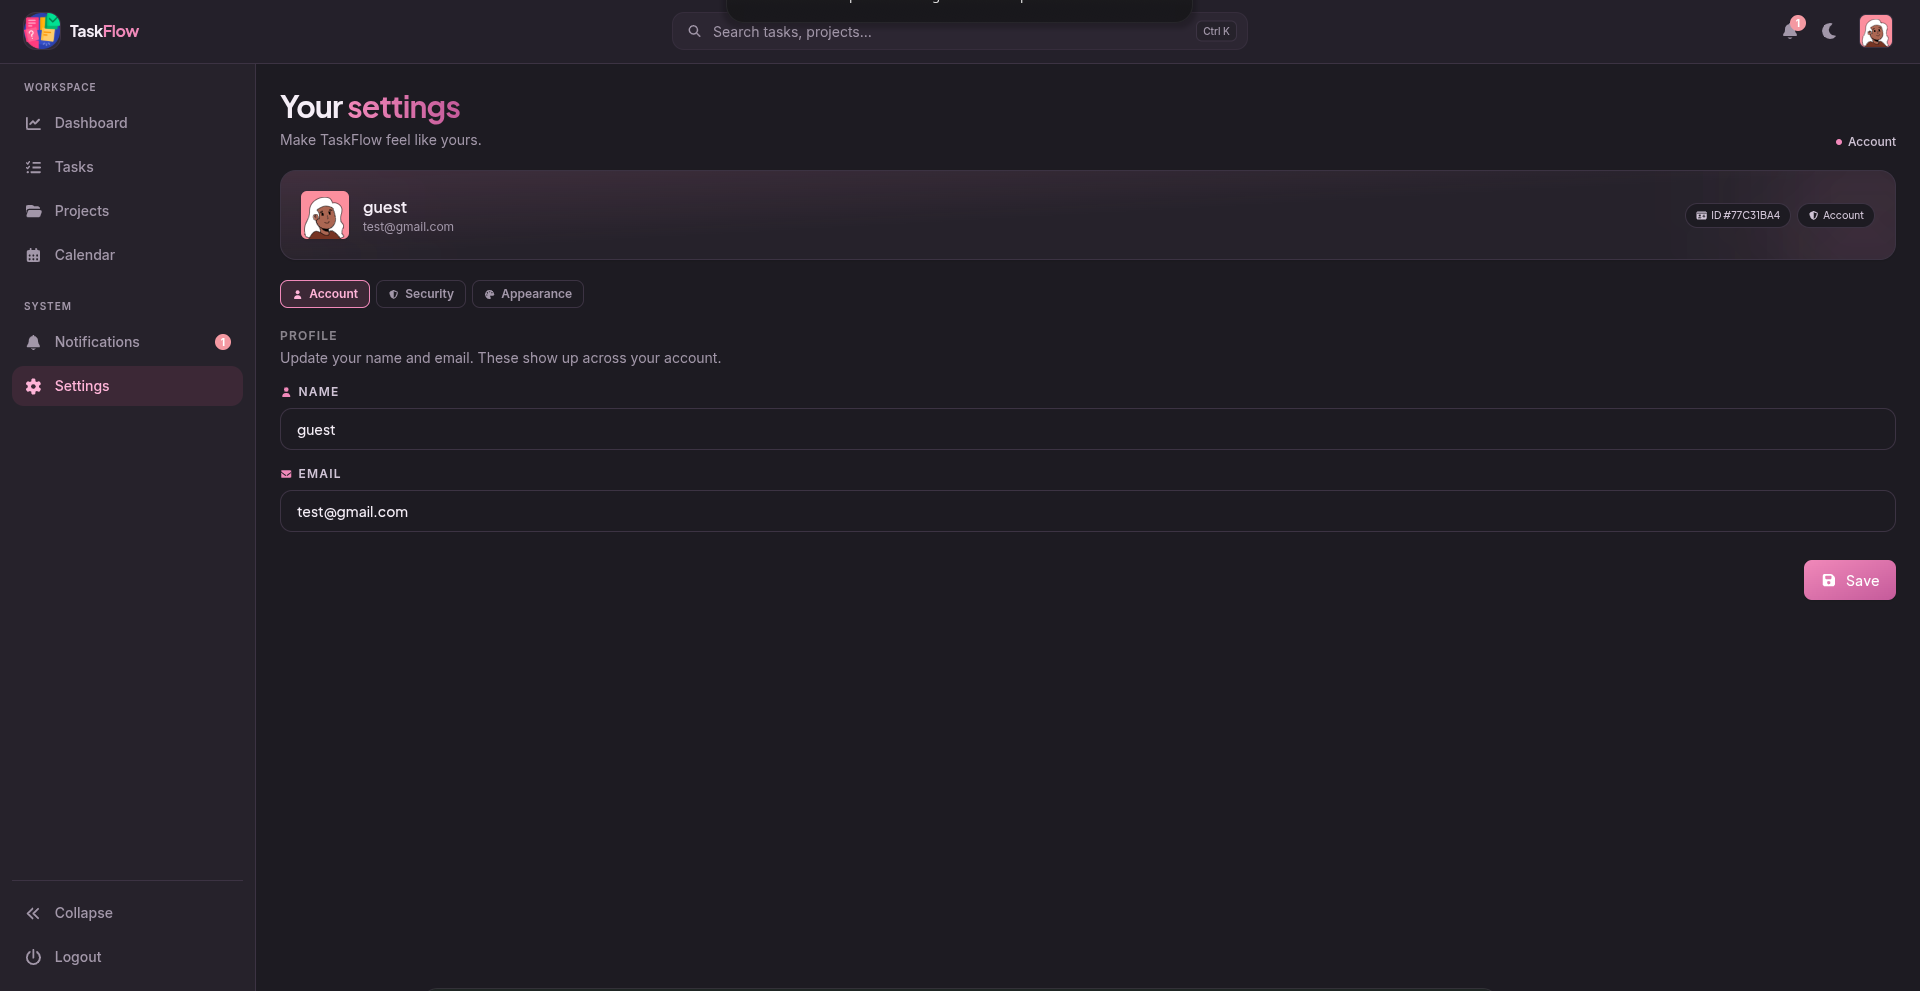 TaskFlow
Search tasks, projects...
Ctrl K
1
WORKSPACE
Dashboard
Tasks
Projects
Calendar
SYSTEM
Notifications
1
Settings
Collapse
Logout
Your settings
Make TaskFlow feel like yours.
Account
guest
test@gmail.com
ID #77C31BA4
Account
Account
Security
Appearance
PROFILE
Update your name and email. These show up across your account.
NAME
guest
EMAIL
test@gmail.com
Save